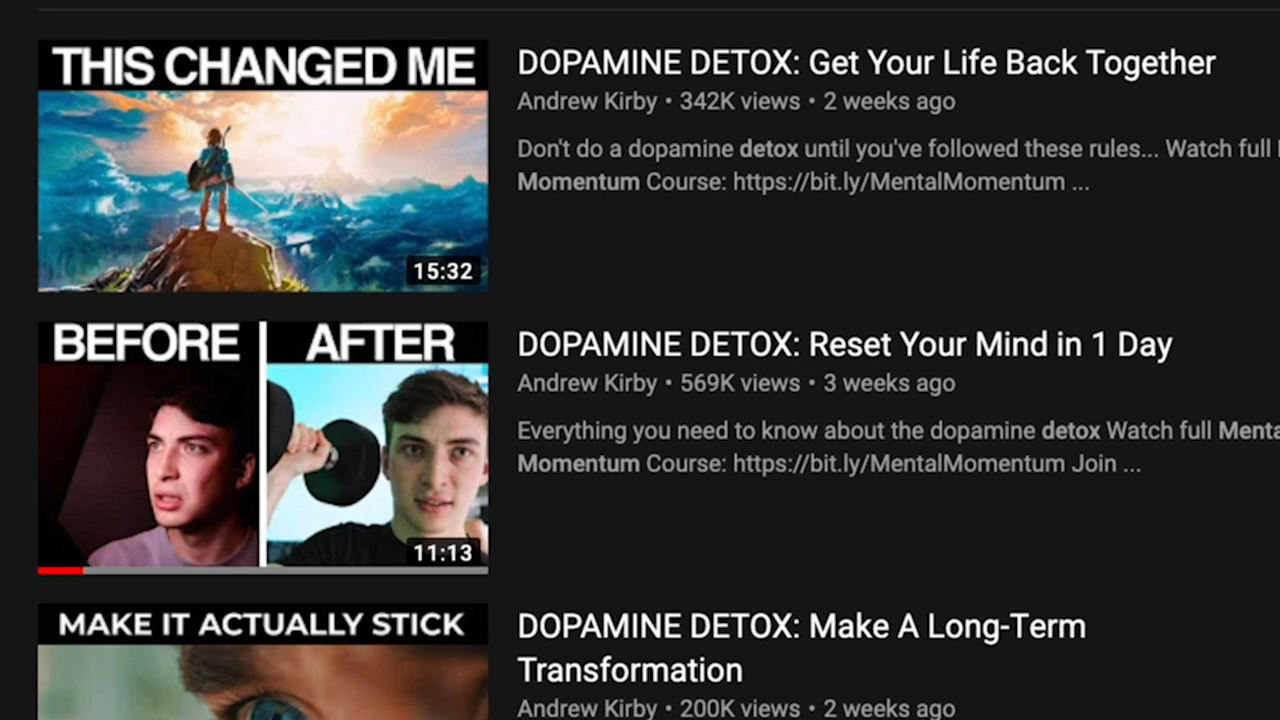 THIS CHANGED ME
15:32
DOPAMINE DETOX: Get Your Life Back Together
Andrew Kirby • 342K views • 2 weeks ago
Don't do a dopamine detox until you've followed these rules... Watch full
Momentum Course: https://bit.ly/MentalMomentum ...
BEFORE AFTER
11:13
DOPAMINE DETOX: Reset Your Mind in 1 Day
Andrew Kirby • 569K views • 3 weeks ago
Everything you need to know about the dopamine detox Watch full Menta
Momentum Course: https://bit.ly/MentalMomentum Join ...
MAKE IT ACTUALLY STICK
DOPAMINE DETOX: Make A Long-Term
Transformation
Andrew Kirby • 200K views • 2 weeks ago